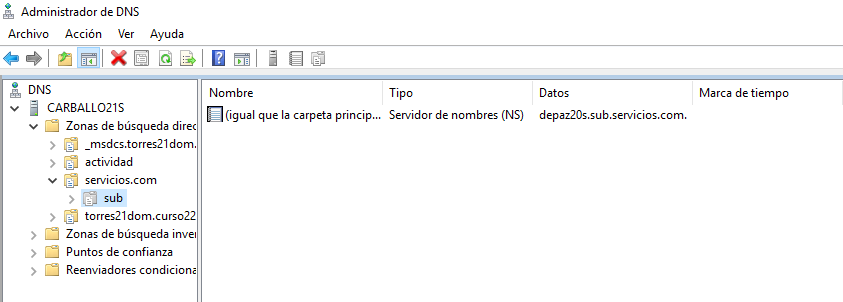 Administrador de DNS
Archivo Acción Ver Ayuda
DNS
CARBALLO21S
Zonas de búsqueda direc
_msdcs.torres21dom.
actividad
servicios.com
sub
torres21dom.curso22
Zonas de búsqueda inver
Puntos de confianza
Reenviadores condiciona
Nombre Tipo Datos Marca de tiempo
(igual que la carpeta princip... Servidor de nombres (NS) depaz20s.sub.servicios.com.